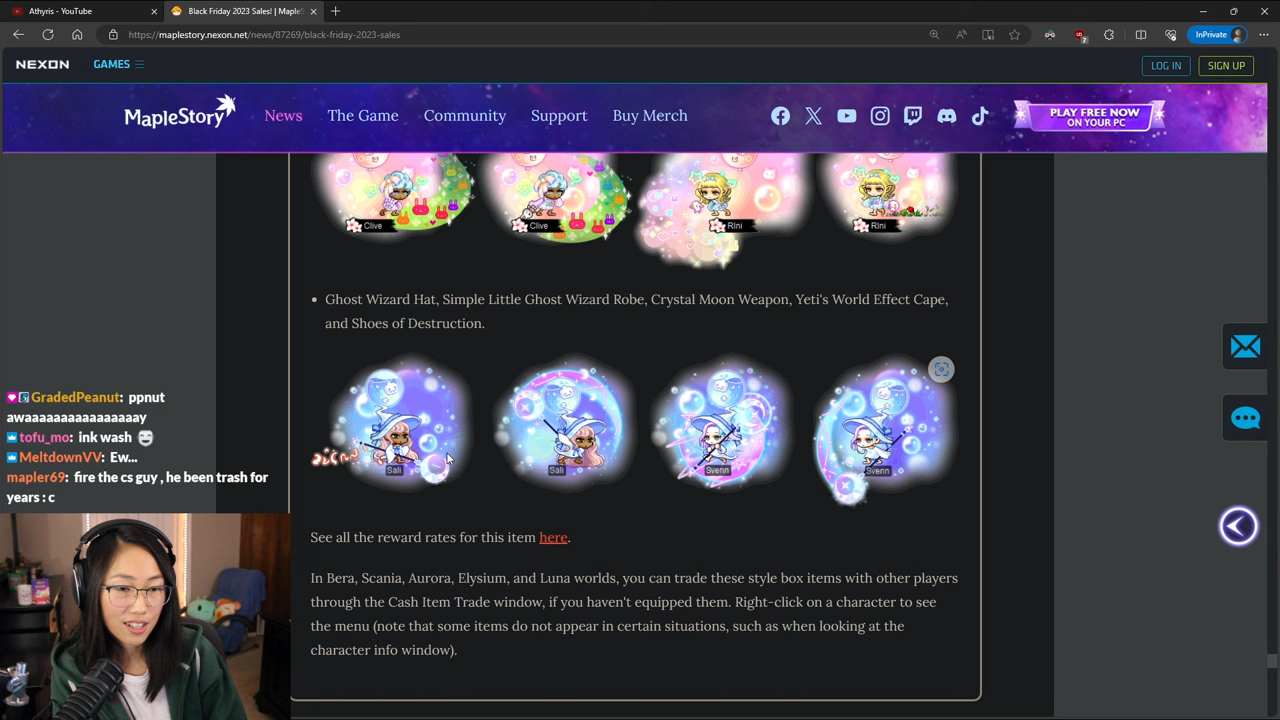 Athyris - YouTube
Black Friday 2023 Sales! | MapleS
https://maplestory.nexon.net/news/87269/black-friday-2023-sales
7
InPrivate
NEXON
GAMES
LOG IN
SIGN UP
MapleStory
News
The Game
Community
Support
Buy Merch
PLAY FREE NOW
ON YOUR PC
Clive
Clive
RIni
RIni
• Ghost Wizard Hat, Simple Little Ghost Wizard Robe, Crystal Moon Weapon, Yeti's World Effect Cape,
and Shoes of Destruction.
Sali
Sali
Svenn
Svenn
GradedPeanut: ppnut
awaaaaaaaaaaaaaaaay
tofu_mo: ink wash
MeltdownVV: Ew...
mapler69: fire the cs guy , he been trash for
years : c
See all the reward rates for this item here.
In Bera, Scania, Aurora, Elysium, and Luna worlds, you can trade these style box items with other players
through the Cash Item Trade window, if you haven't equipped them. Right-click on a character to see
the menu (note that some items do not appear in certain situations, such as when looking at the
character info window).